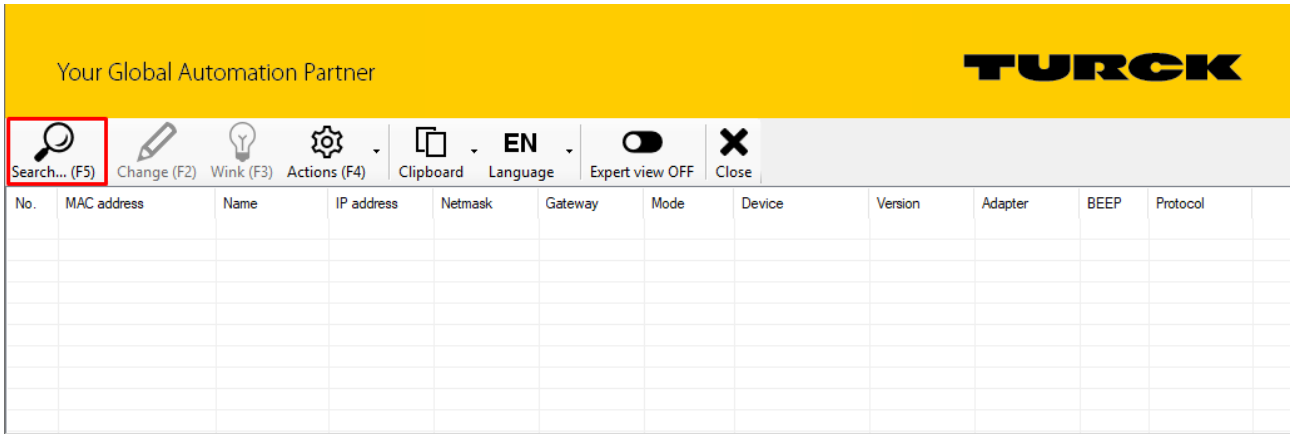 Your Global Automation Partner
TURCK
Search... (F5) Change (F2) Wink (F3) Actions (F4) Clipboard EN Language Expert view OFF Close
No. MAC address Name IP address Netmask Gateway Mode Device Version Adapter BEEP Protocol